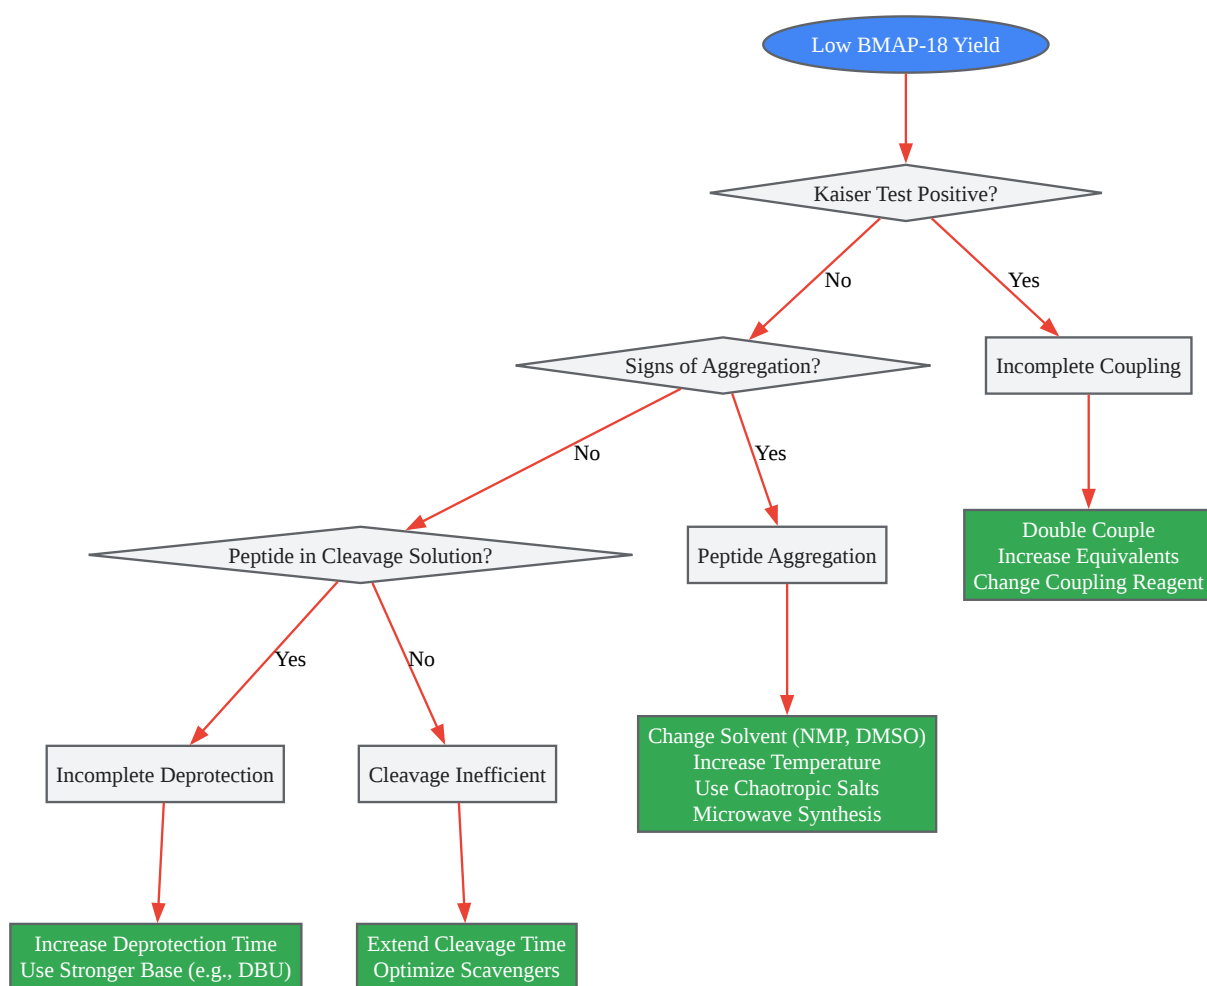 Low BMAP-18 Yield
Kaiser Test Positive?
No
Yes
Signs of Aggregation?
Incomplete Coupling
No
Yes
Double Couple
Increase Equivalents
Change Coupling Reagent
Peptide in Cleavage Solution?
Peptide Aggregation
Yes
No
Change Solvent (NMP, DMSO)
Increase Temperature
Use Chaotropic Salts
Microwave Synthesis
Incomplete Deprotection
Cleavage Inefficient
Increase Deprotection Time
Use Stronger Base (e.g., DBU)
Extend Cleavage Time
Optimize Scavengers